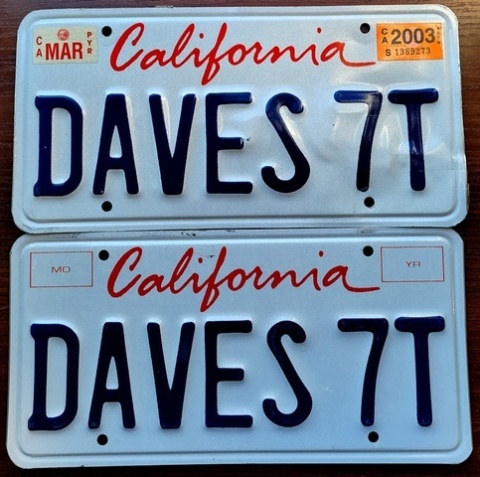 CA MAR PYR California CA 2003
S 1369273
DAVES 7T
MO California YR
DAVES 7T